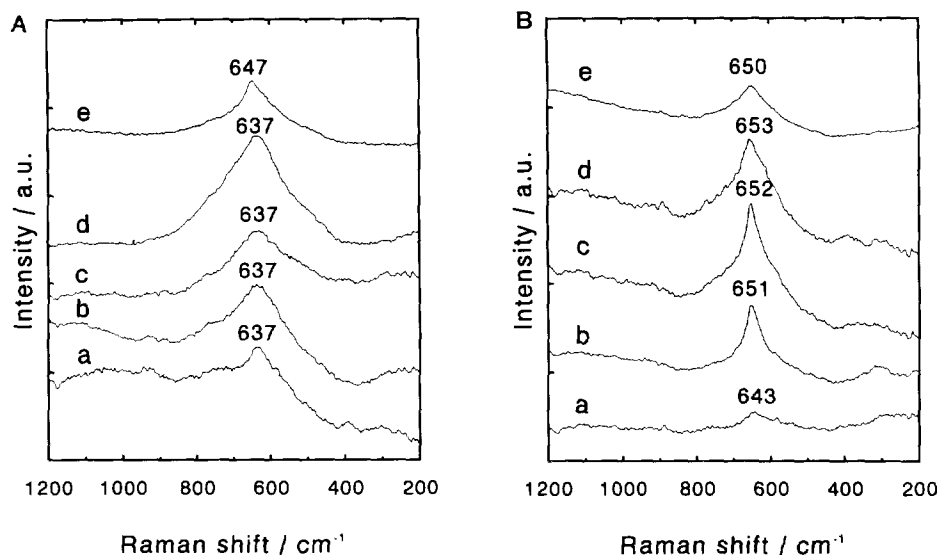 A
Intensity / a.u.
647
e
637
d
637
c
637
b
637
a
1200 1000 800 600 400 200
Raman shift / cm⁻¹
B
Intensity / a.u.
650
e
653
d
652
c
651
b
643
a
1200 1000 800 600 400 200
Raman shift / cm⁻¹